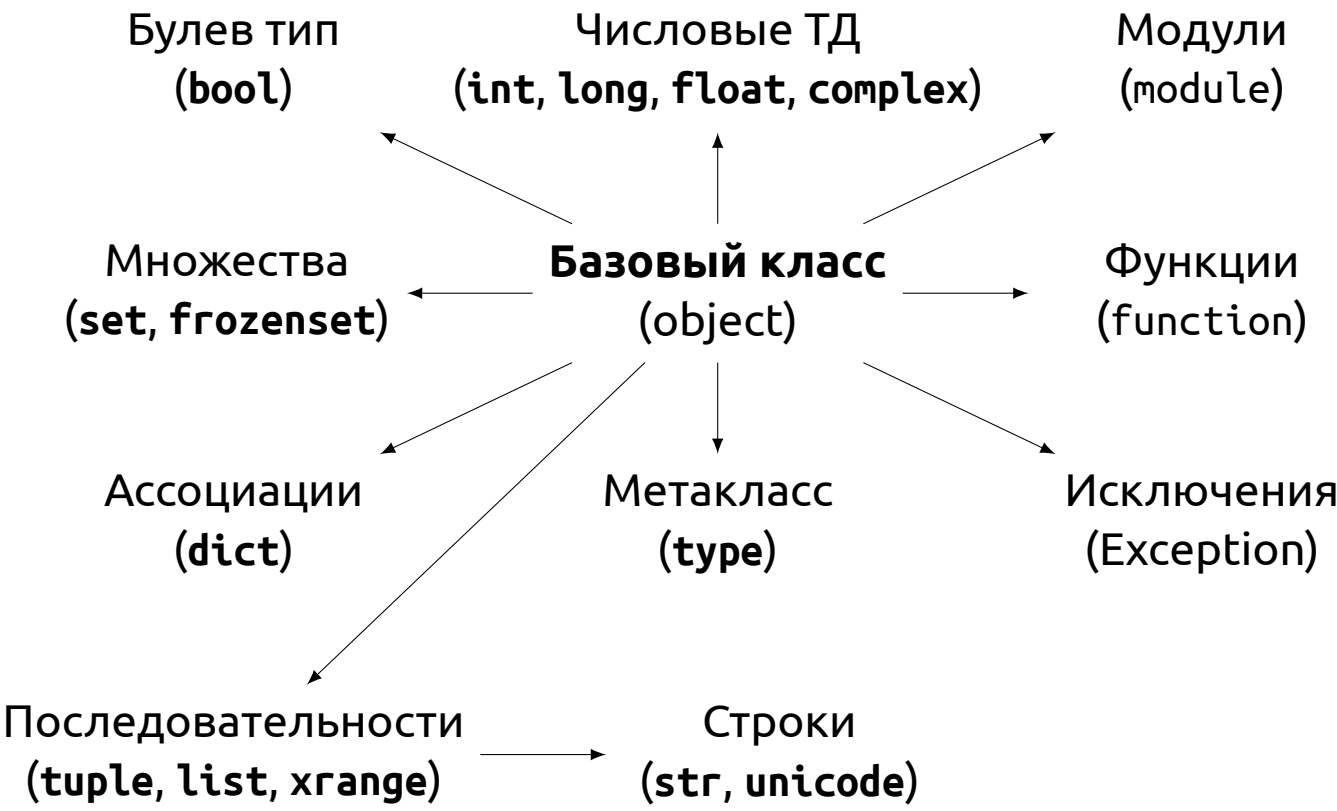 Булев тип
(bool)
Числовые ТД
(int, long, float, complex)
Модули
(module)
Множества
(set, frozenset)
Базовый класс
(object)
Функции
(function)
Ассоциации
(dict)
Метакласс
(type)
Исключения
(Exception)
Последовательности
(tuple, list, xrange)
Строки
(str, unicode)